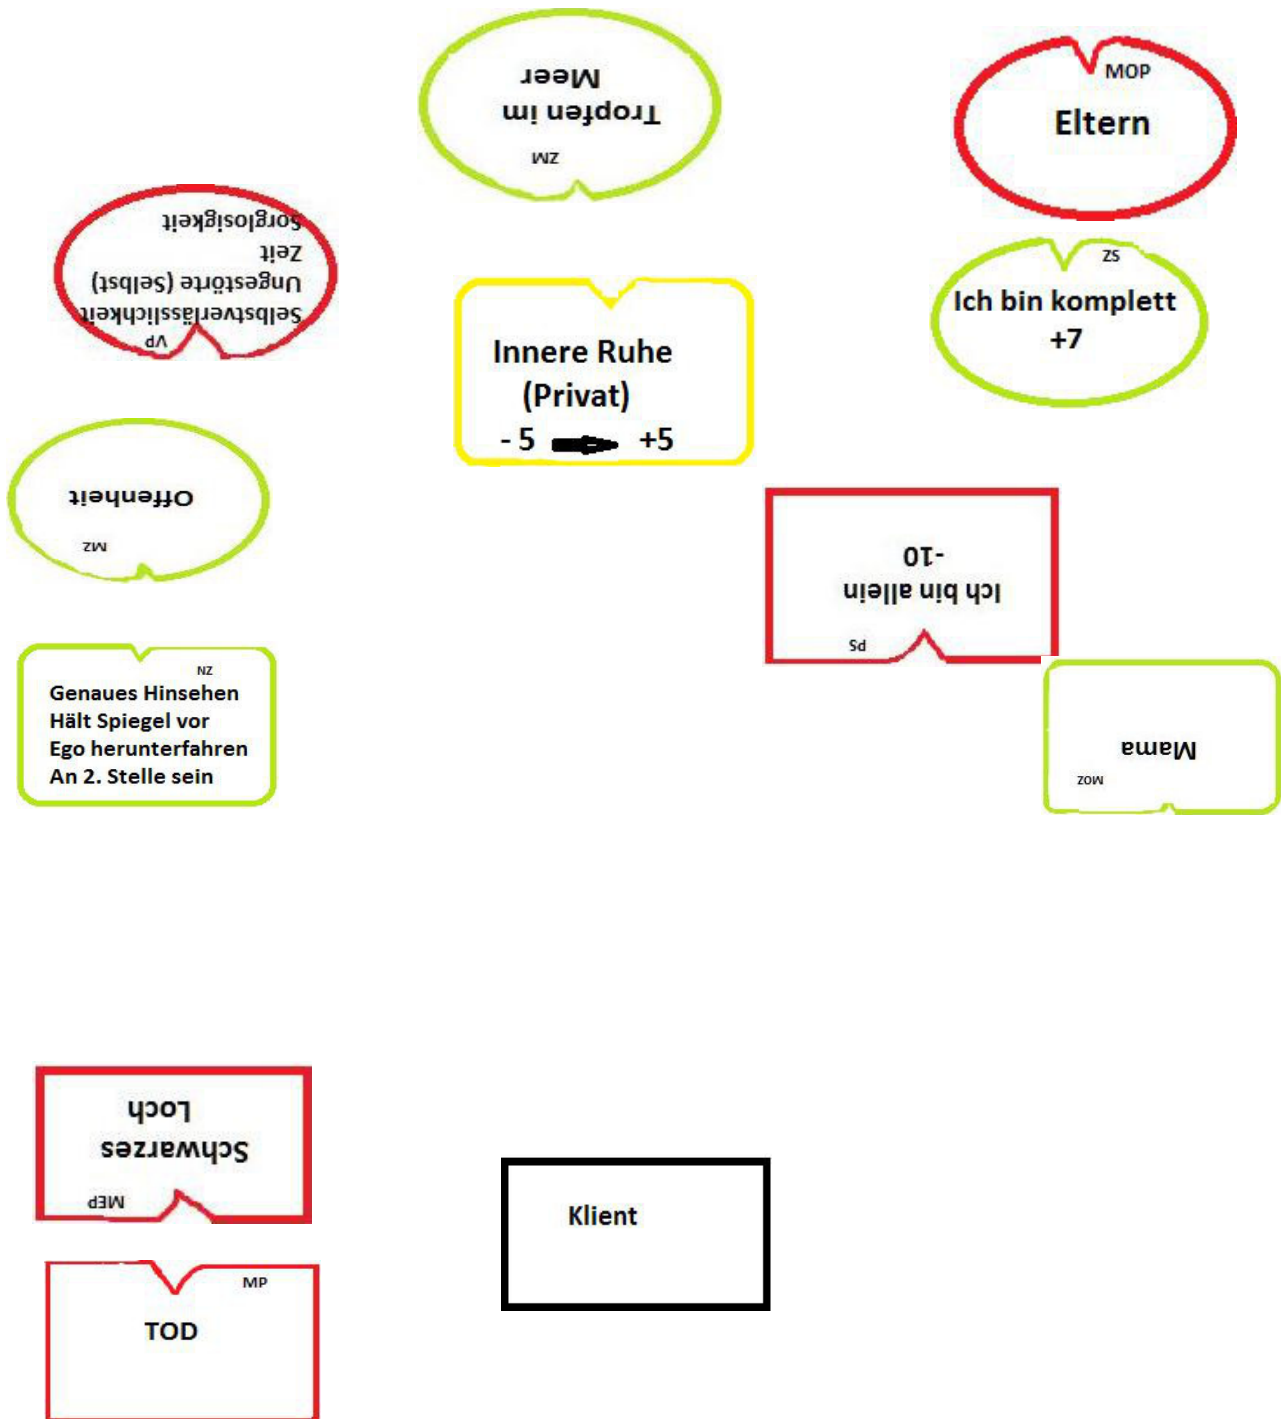 Tropfen im
Meer
ZM
MOP
Eltern
VP
Selbstverlässlichkeit
Ungestörte (Selbst)
Zeit
Sorglosigkeit
SZ
Ich bin komplett
+7
Innere Ruhe
(Privat)
- 5 +5
MZ
Offenheit
PS
Ich bin allein
-10
NZ
Genaues Hinsehen
Hält Spiegel vor
Ego herunterfahren
An 2. Stelle sein
MOZ
Mama
MEP
Schwarzes
Loch
Klient
MP
TOD